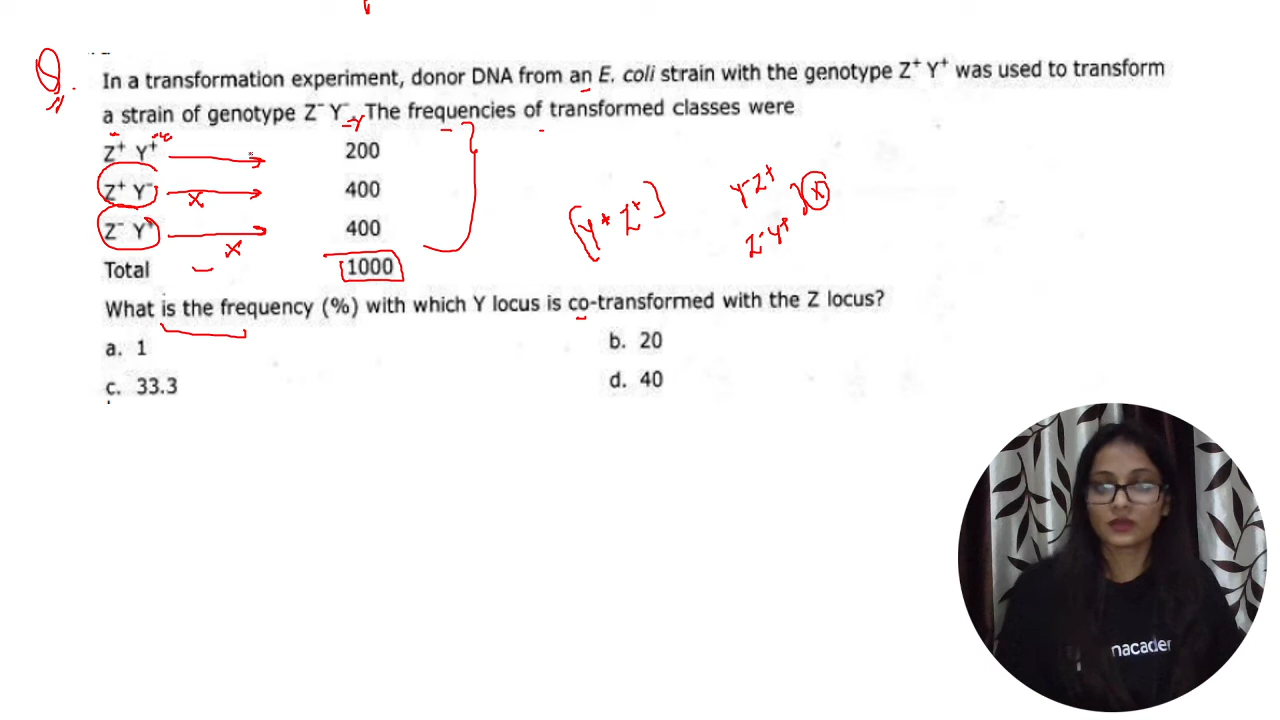 Q.
In a transformation experiment, donor DNA from an E. coli strain with the genotype Z⁺ Y⁺ was used to transform
a strain of genotype Z⁻ Y⁻. The frequencies of transformed classes were
Z⁺ Y⁺ 200
Z⁺ Y⁻ x 400
Z⁻ Y⁺ x 400
Total 1000
[Y⁺ Z⁺]
Y⁻Z⁺
Z⁻Y⁺
x
What is the frequency (%) with which Y locus is co-transformed with the Z locus?
a. 1 b. 20
c. 33.3 d. 40
nacader